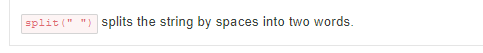 split(" ") splits the string by spaces into two words.